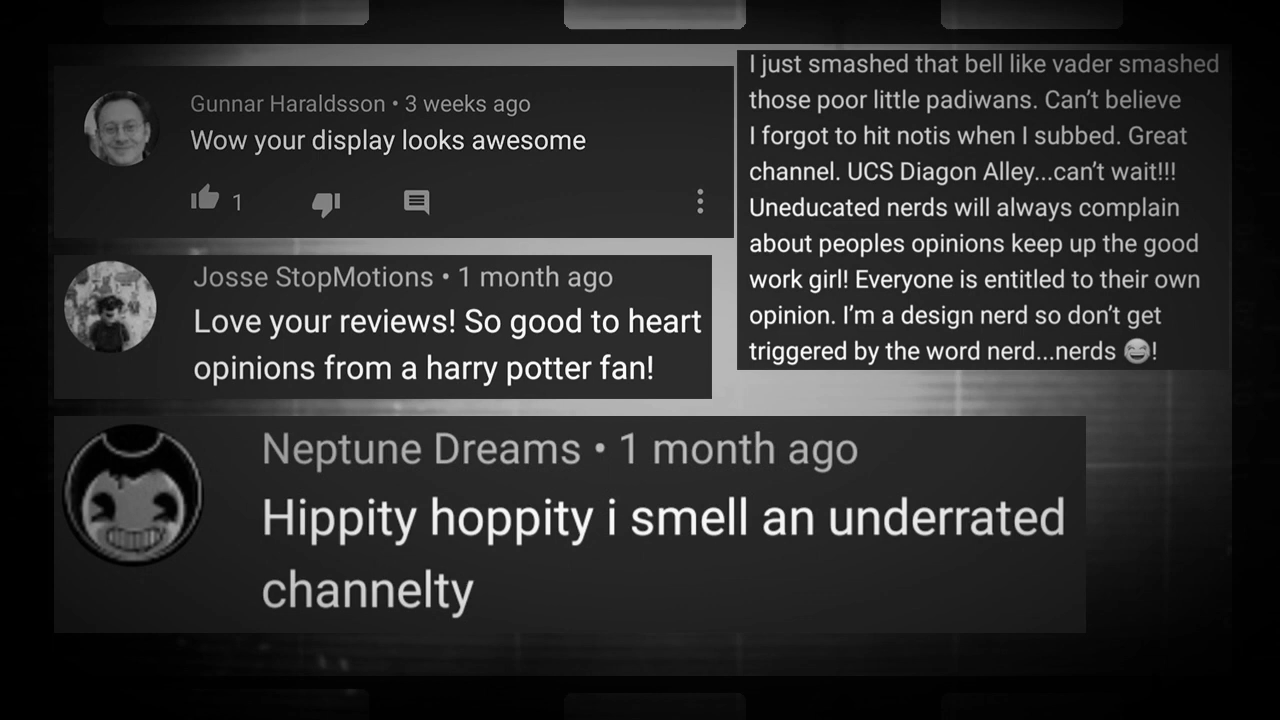 Gunnar Haraldsson • 3 weeks ago
Wow your display looks awesome
1
Josse StopMotions • 1 month ago
Love your reviews! So good to heart
opinions from a harry potter fan!
Neptune Dreams • 1 month ago
Hippity hoppity i smell an underrated
channelty
I just smashed that bell like vader smashed
those poor little padiwans. Can’t believe
I forgot to hit notis when I subbed. Great
channel. UCS Diagon Alley...can’t wait!!!
Uneducated nerds will always complain
about peoples opinions keep up the good
work girl! Everyone is entitled to their own
opinion. I’m a design nerd so don’t get
triggered by the word nerd...nerds 😂!